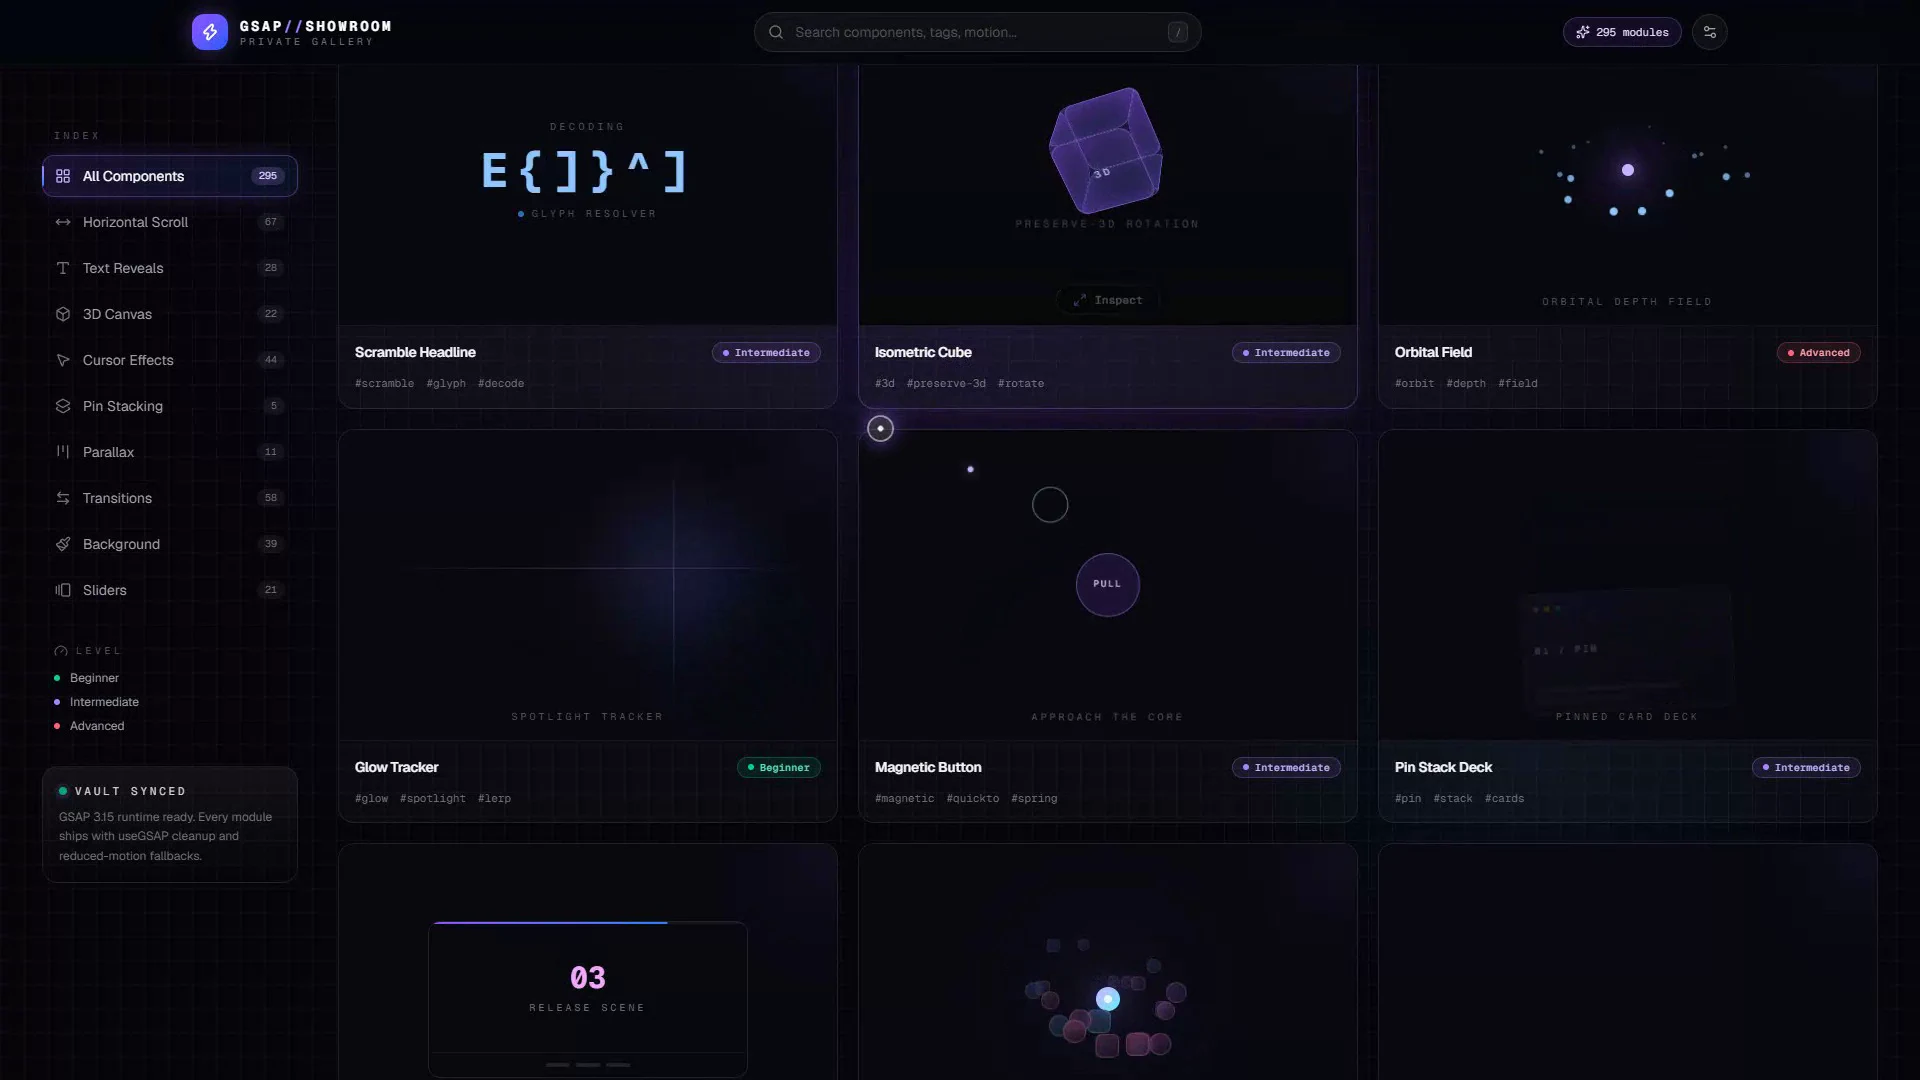 GSAP//SHOWROOM
PRIVATE GALLERY
Search components, tags, motion...
/
295 modules
INDEX
All Components 295
Horizontal Scroll 67
Text Reveals 28
3D Canvas 22
Cursor Effects 44
Pin Stacking 5
Parallax 11
Transitions 58
Background 39
Sliders 21
LEVEL
Beginner
Intermediate
Advanced
VAULT SYNCED
GSAP 3.15 runtime ready. Every module
ships with useGSAP cleanup and
reduced-motion fallbacks.
DECODING
E{]}^]
GLYPH RESOLVER
Scramble Headline
Intermediate
#scramble #glyph #decode
3D
PRESERVE-3D ROTATION
Inspect
Isometric Cube
Intermediate
#3d #preserve-3d #rotate
ORBITAL DEPTH FIELD
Orbital Field
Advanced
#orbit #depth #field
SPOTLIGHT TRACKER
Glow Tracker
Beginner
#glow #spotlight #lerp
PULL
APPROACH THE CORE
Magnetic Button
Intermediate
#magnetic #quickto #spring
01 / PIN
PINNED CARD DECK
Pin Stack Deck
Intermediate
#pin #stack #cards
03
RELEASE SCENE